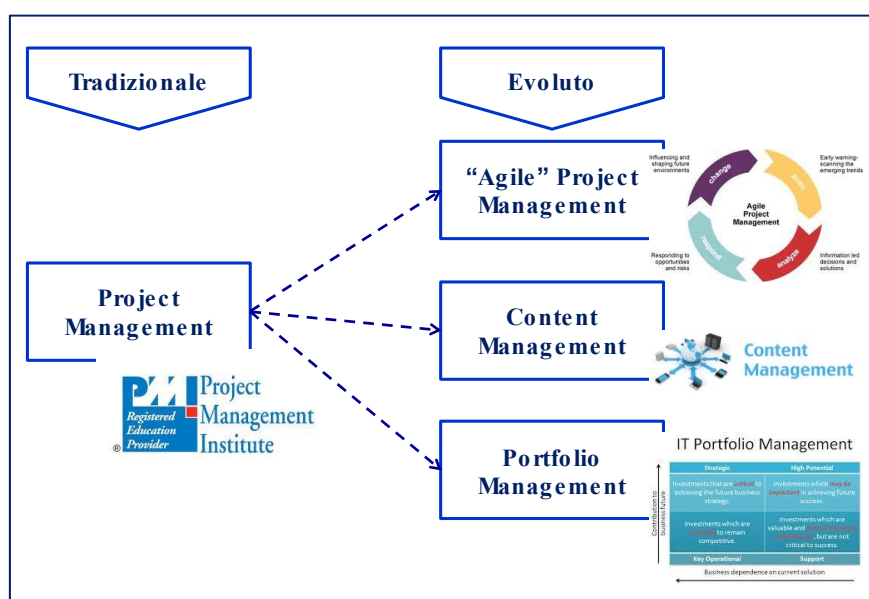 Tradizionale
Evoluto
“Agile” Project
Management
Influencing and
shaping future
environments
Early warning-
scanning the
emerging trends
change
scan
Agile
Project
Management
respond
analyze
Responding to
opportunities
and risks
Information led
decisions and
solutions
Project
Management
Content
Management
Content
Management
PMI
Registered
Education
Provider
®
Project
Management
Institute
Portfolio
Management
IT Portfolio Management
Contribution to
business future
Strategic
High Potential
Investments that are critical to
achieving the future business
strategy.
Investments which may be
important in achieving future
success.
Investments which are
to remain
competitive.
Investments which are
valuable and
, but are not
critical to success.
Key Operational
Support
Business dependence on current solution